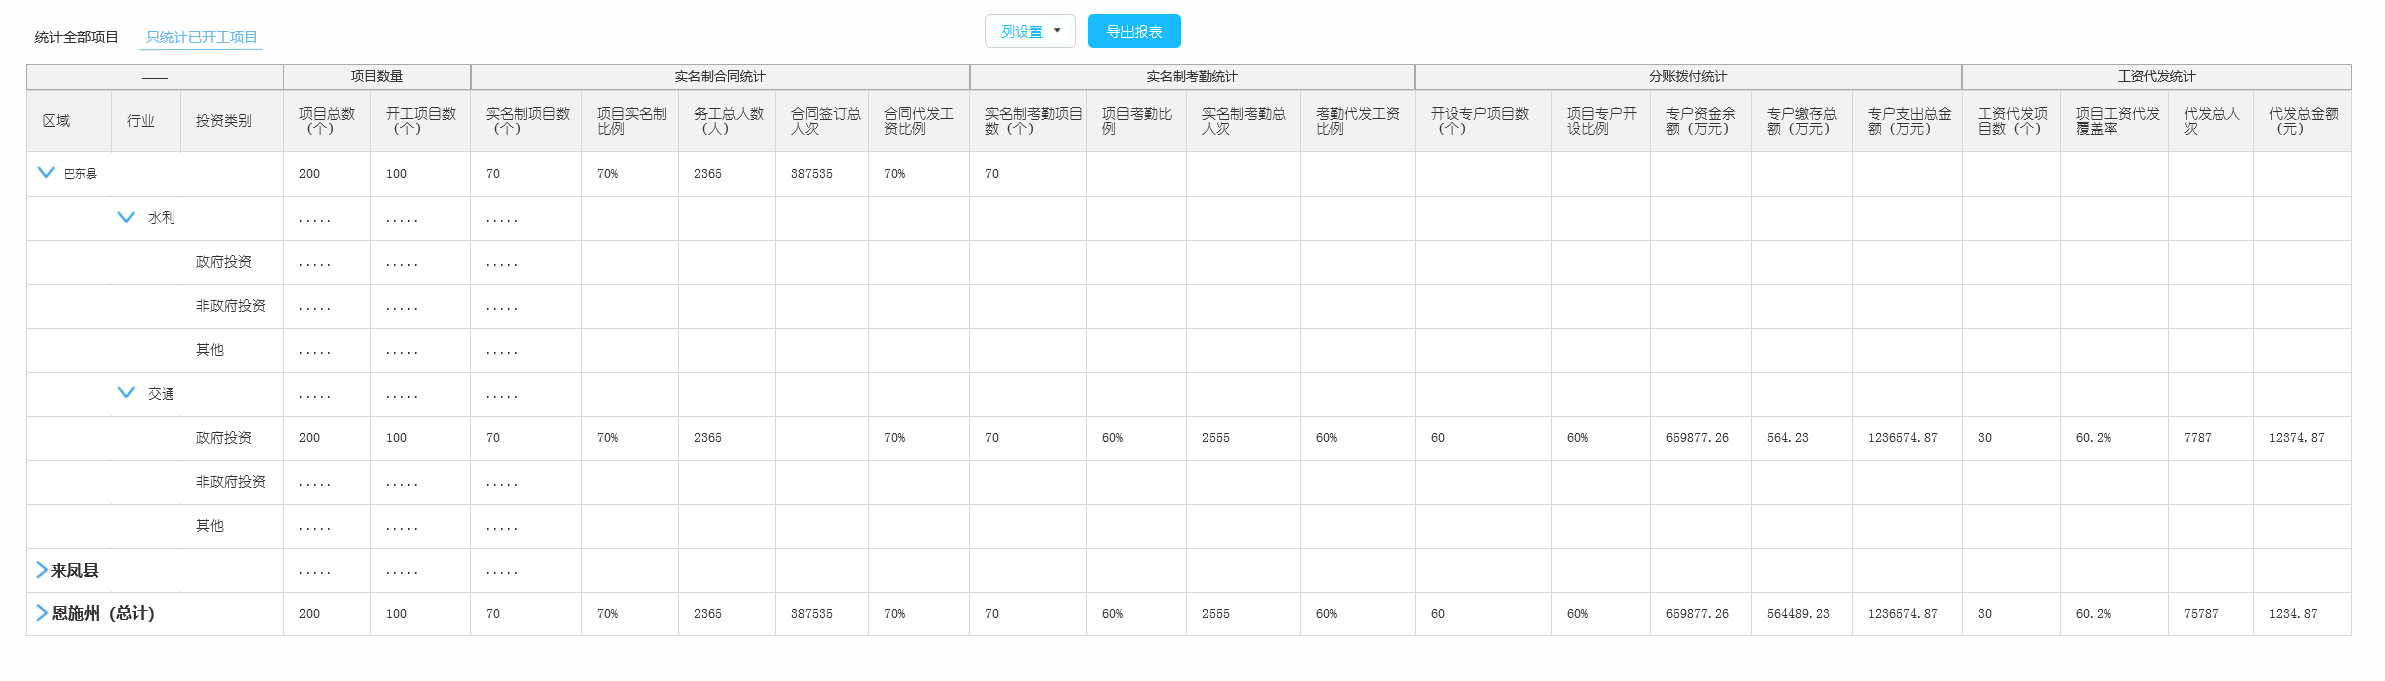 统计全部项目 只统计已开工项目 列设置 导出报表
—— 项目数量 实名制合同统计 实名制考勤统计 分账拨付统计 工资代发统计
区域 行业 投资类别 项目总数（个） 开工项目数（个） 实名制项目数（个） 项目实名制比例 务工总人数（人） 合同签订总人次 合同代发工资比例 实名制考勤项目数（个） 项目考勤比例 实名制考勤总人次 考勤代发工资比例 开设专户项目数（个） 项目专户开设比例 专户资金余额（万元） 专户缴存总额（万元） 专户支出总金额（万元） 工资代发项目数（个） 项目工资代发覆盖率 代发总人次 代发总金额（元）
巴东县 200 100 70 70% 2365 387535 70% 70
水利 ..... ..... .....
政府投资 ..... ..... .....
非政府投资 ..... ..... .....
其他 ..... ..... .....
交通 ..... ..... .....
政府投资 200 100 70 70% 2365 70% 70 60% 2555 60% 60 60% 659877.26 564.23 1236574.87 30 60.2% 7787 12374.87
非政府投资 ..... ..... .....
其他 ..... ..... .....
来凤县 ..... ..... .....
恩施州（总计） 200 100 70 70% 2365 387535 70% 70 60% 2555 60% 60 60% 659877.26 564489.23 1236574.87 30 60.2% 75787 1234.87